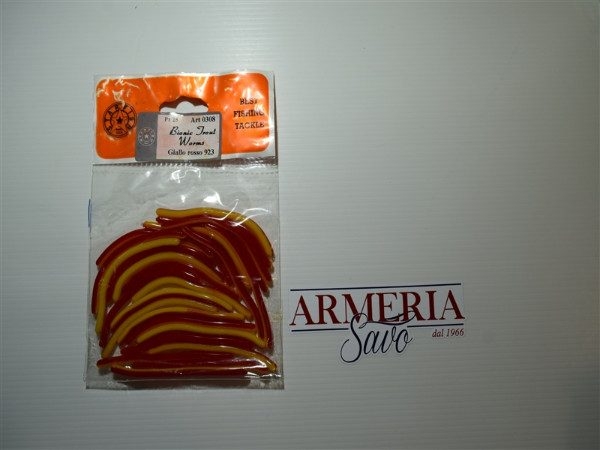 BEST
FISHING
TACKLE
Pz 25 Art 0308
Bionic Trout
Worms
Giallo rosso 923
ARMERIA
Savo
dal 1966